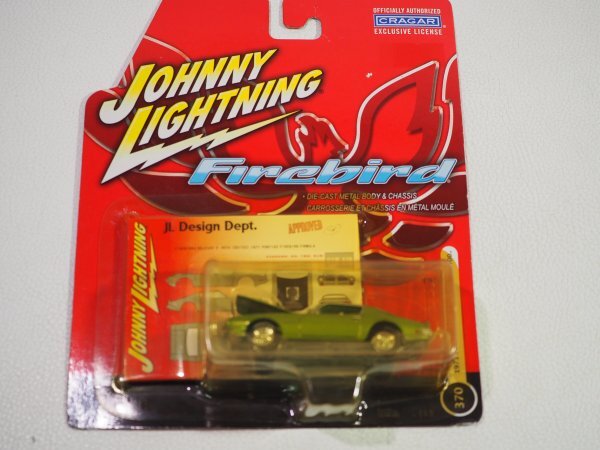 OFFICIALLY AUTHORIZED
CRAGAR
EXCLUSIVE LICENSE
JOHNNY
LIGHTNING
Firebird
• DIE CAST METAL BODY & CHASSIS
CARROSSERIE ET CHÂSSIS EN METAL MOULÉ
JL Design Dept.
APPROVED
JOHNNY LIGHTNING
370